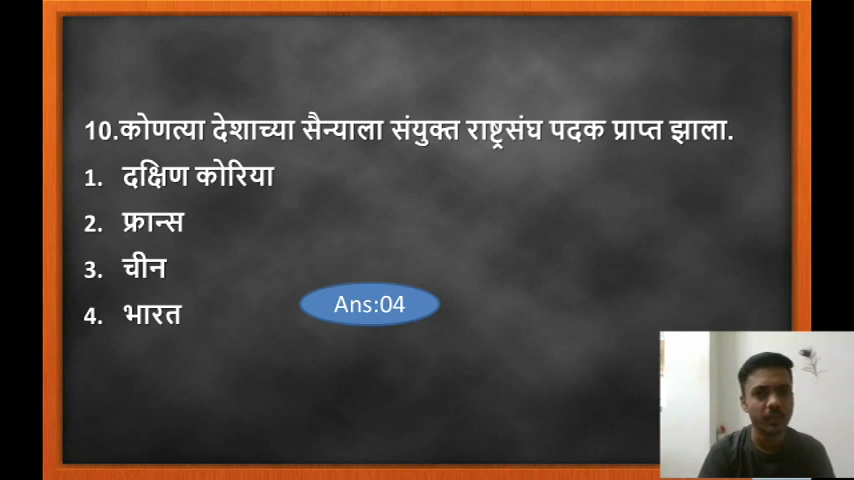 10.कोणत्या देशाच्या सैन्याला संयुक्त राष्ट्रसंघ पदक प्राप्त झाला.
1. दक्षिण कोरिया
2. फ्रान्स
3. चीन
4. भारत
Ans:04